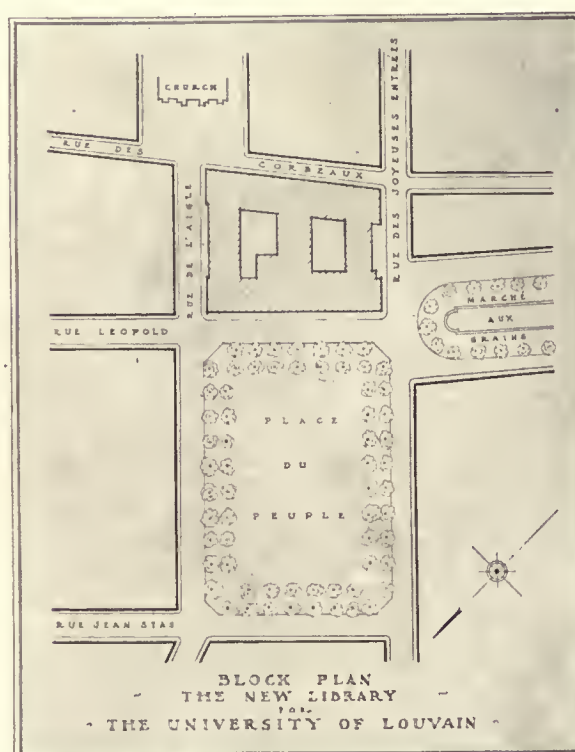 CHURCH
RUE DES CORBEAUX
RUE DES JOYEUSES ENTRÉES
RUE DE L'AIGLE
MARCHÉ
AUX
GRAINS
RUE LEOPOLD
PLACE
DU
PEUPLE
RUE JEAN STAS
BLOCK PLAN
~ THE NEW LIBRARY ~
FOR
~ THE UNIVERSITY OF LOUVAIN ~